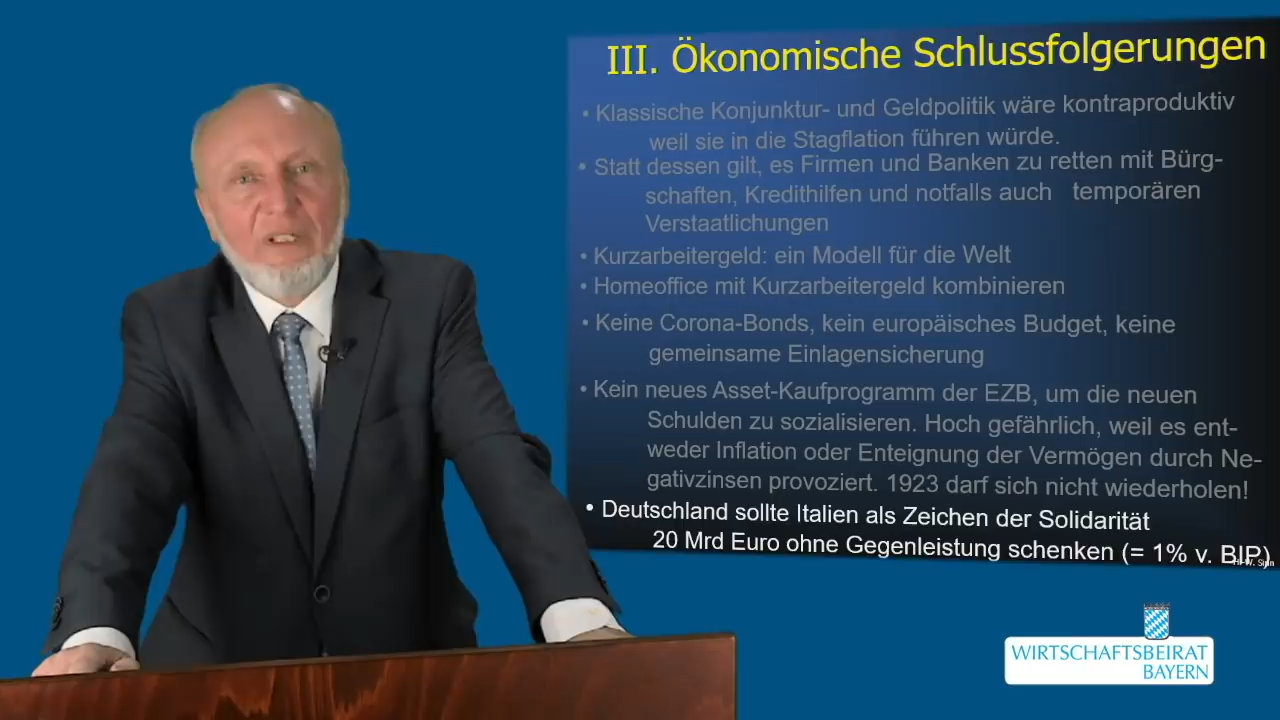 III. Ökonomische Schlussfolgerungen
• Klassische Konjunktur- und Geldpolitik wäre kontraproduktiv
weil sie in die Stagflation führen würde.
• Statt dessen gilt, es Firmen und Banken zu retten mit Bürg-
schaften, Kredithilfen und notfalls auch temporären
Verstaatlichungen
• Kurzarbeitergeld: ein Modell für die Welt
• Homeoffice mit Kurzarbeitergeld kombinieren
• Keine Corona-Bonds, kein europäisches Budget, keine
gemeinsame Einlagensicherung
• Kein neues Asset-Kaufprogramm der EZB, um die neuen
Schulden zu sozialisieren. Hoch gefährlich, weil es ent-
weder Inflation oder Enteignung der Vermögen durch Ne-
gativzinsen provoziert. 1923 darf sich nicht wiederholen!
• Deutschland sollte Italien als Zeichen der Solidarität
20 Mrd Euro ohne Gegenleistung schenken (= 1% v. BIP)
H.-W. Sinn
WIRTSCHAFTSBEIRAT
BAYERN